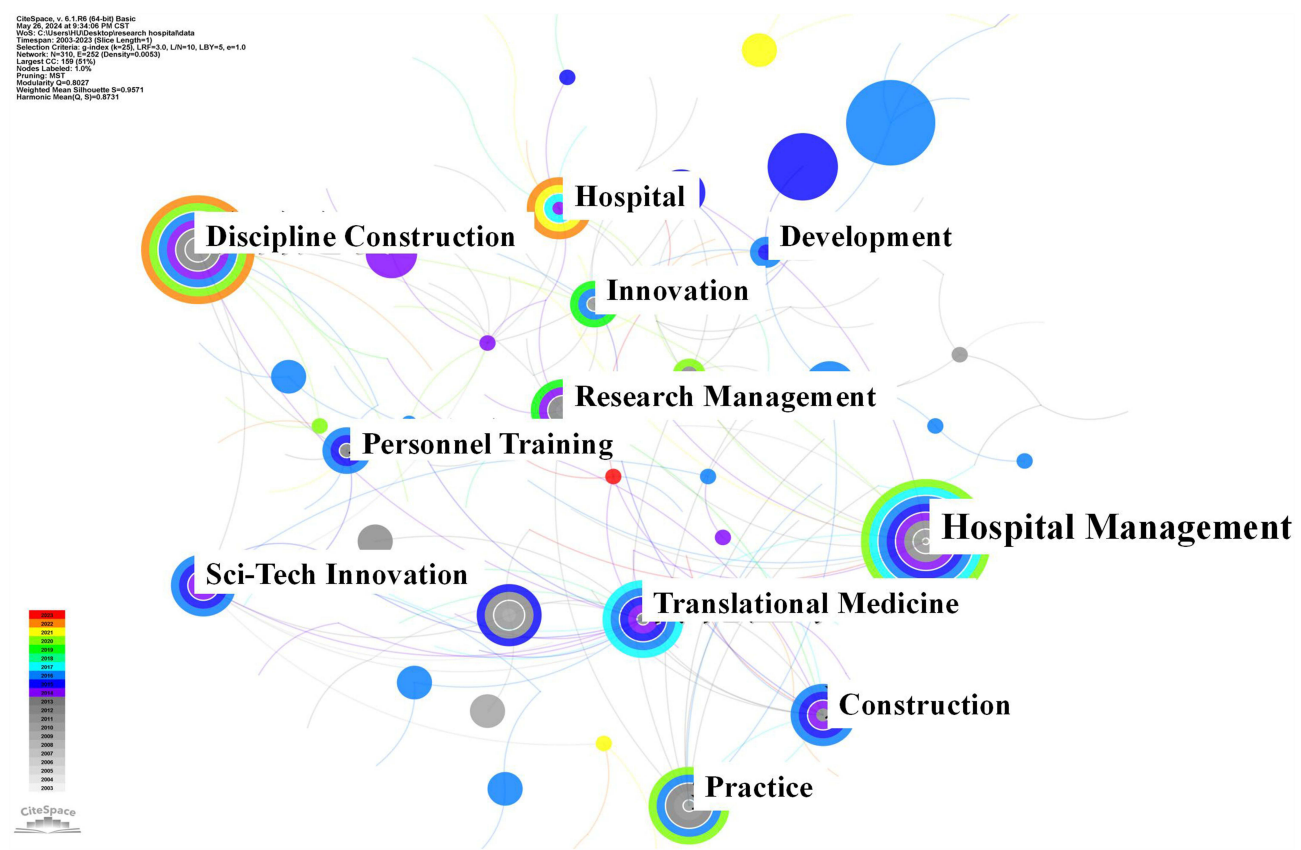 CiteSpace, v. 6.1.R6 (64-bit) Basic
May 26, 2024 at 9:34:06 PM CST
WoS: C:\Users\HU\Desktop\research hospital\data
Timespan: 2003-2023 (Slice Length=1)
Selection Criteria: g-index (k=25), LRF=3.0, L/N=10, LBY=5, e=1.0
Network: N=310, E=252 (Density=0.0053)
Largest CC: 159 (51%)
Nodes Labeled: 1.0%
Pruning: MST
Modularity Q=0.8027
Weighted Mean Silhouette S=0.9571
Harmonic Mean(Q, S)=0.8731
Hospital
Discipline Construction
Development
Innovation
Research Management
Personnel Training
Hospital Management
Sci-Tech Innovation
Translational Medicine
Construction
Practice
2023
2022
2021
2020
2019
2018
2017
2016
2015
2014
2013
2012
2011
2010
2009
2008
2007
2006
2005
2004
2003
CiteSpace